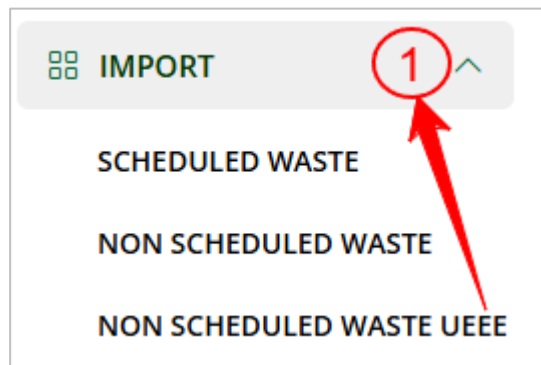 IMPORT 1
SCHEDULED WASTE
NON SCHEDULED WASTE
NON SCHEDULED WASTE UEEE